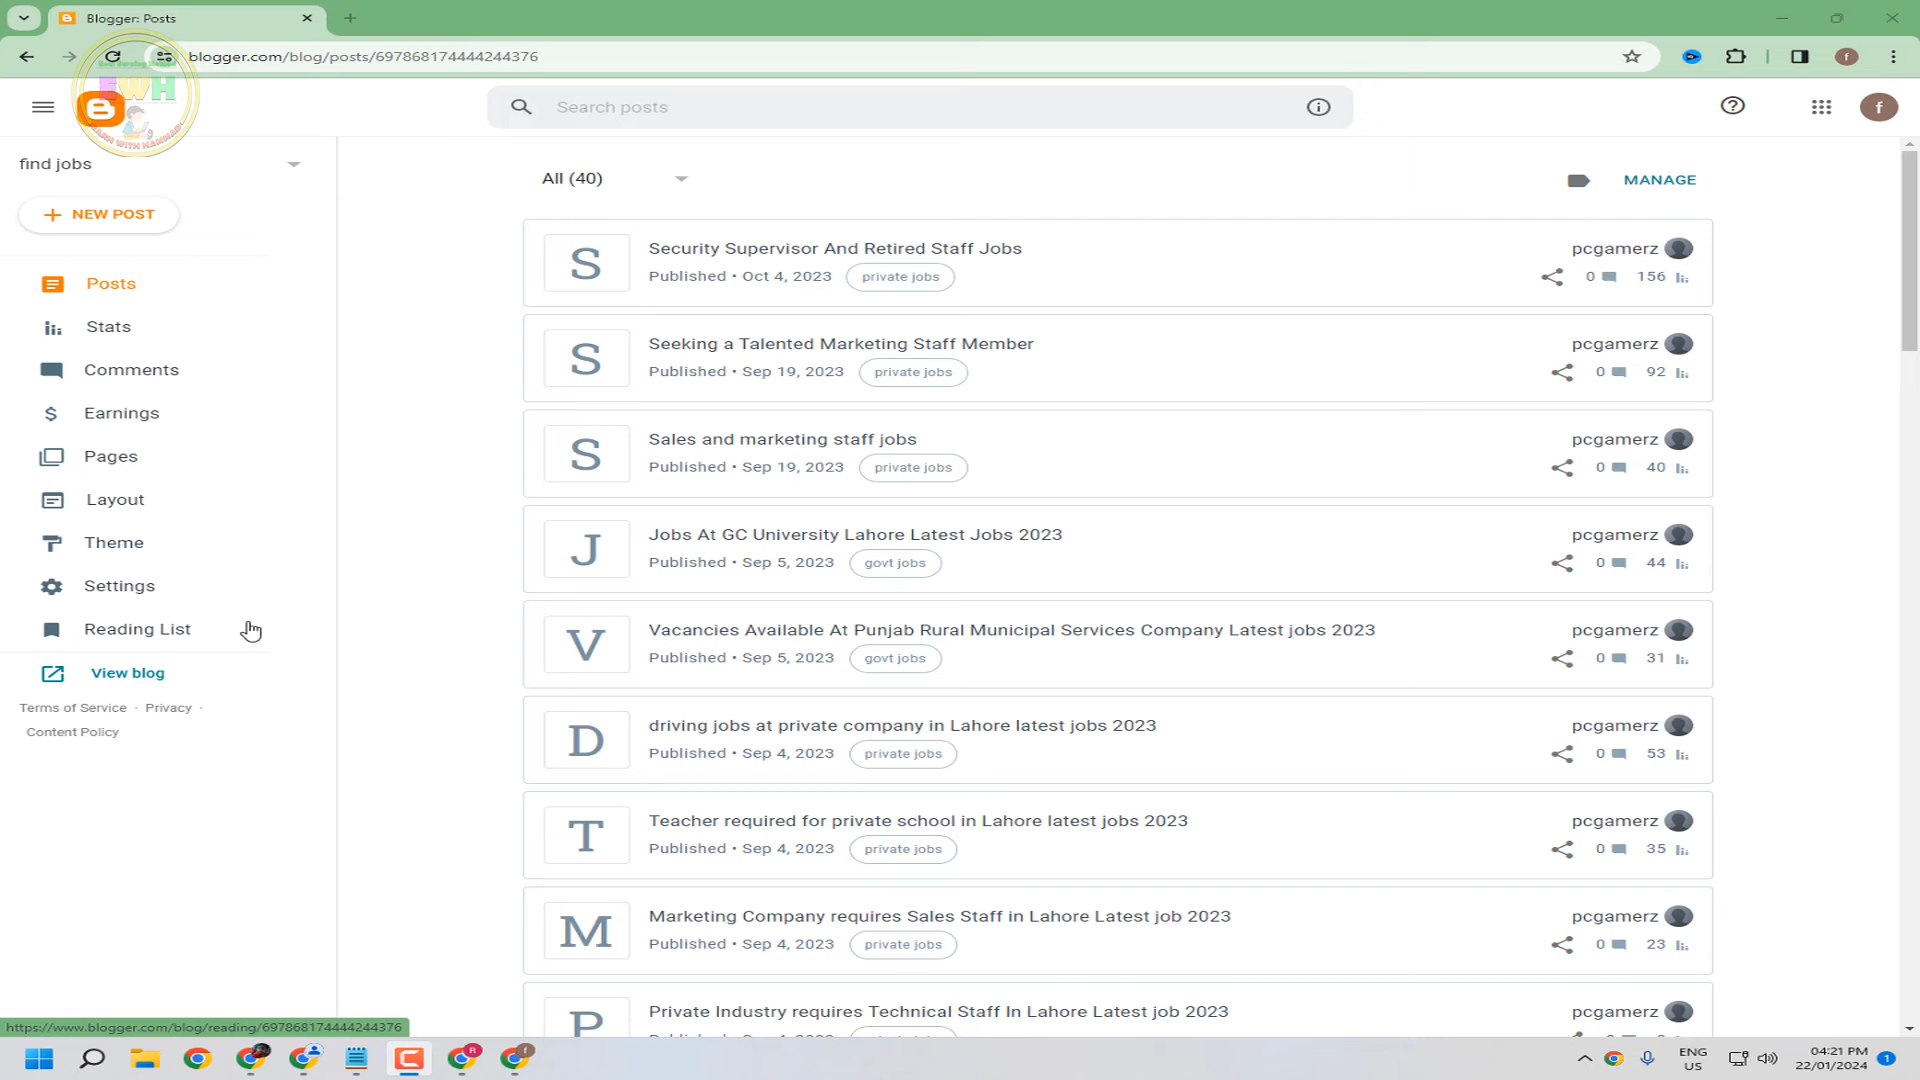 Blogger: Posts
blogger.com/blog/posts/697868174444244376
EWH
LEARN WITH HAMMAD
Search posts
f
find jobs
NEW POST
Posts
Stats
Comments
Earnings
Pages
Layout
Theme
Settings
Reading List
View blog
Terms of Service · Privacy ·
Content Policy
All (40)
MANAGE
S
Security Supervisor And Retired Staff Jobs
pcgamerz
Published • Oct 4, 2023 private jobs
0 156
S
Seeking a Talented Marketing Staff Member
pcgamerz
Published • Sep 19, 2023 private jobs
0 92
S
Sales and marketing staff jobs
pcgamerz
Published • Sep 19, 2023 private jobs
0 40
J
Jobs At GC University Lahore Latest Jobs 2023
pcgamerz
Published • Sep 5, 2023 govt jobs
0 44
V
Vacancies Available At Punjab Rural Municipal Services Company Latest jobs 2023
pcgamerz
Published • Sep 5, 2023 govt jobs
0 31
D
driving jobs at private company in Lahore latest jobs 2023
pcgamerz
Published • Sep 4, 2023 private jobs
0 53
T
Teacher required for private school in Lahore latest jobs 2023
pcgamerz
Published • Sep 4, 2023 private jobs
0 35
M
Marketing Company requires Sales Staff in Lahore Latest job 2023
pcgamerz
Published • Sep 4, 2023 private jobs
0 23
P
Private Industry requires Technical Staff In Lahore Latest job 2023
pcgamerz
https://www.blogger.com/blog/reading/697868174444244376
ENG
US
04:21 PM
22/01/2024
1